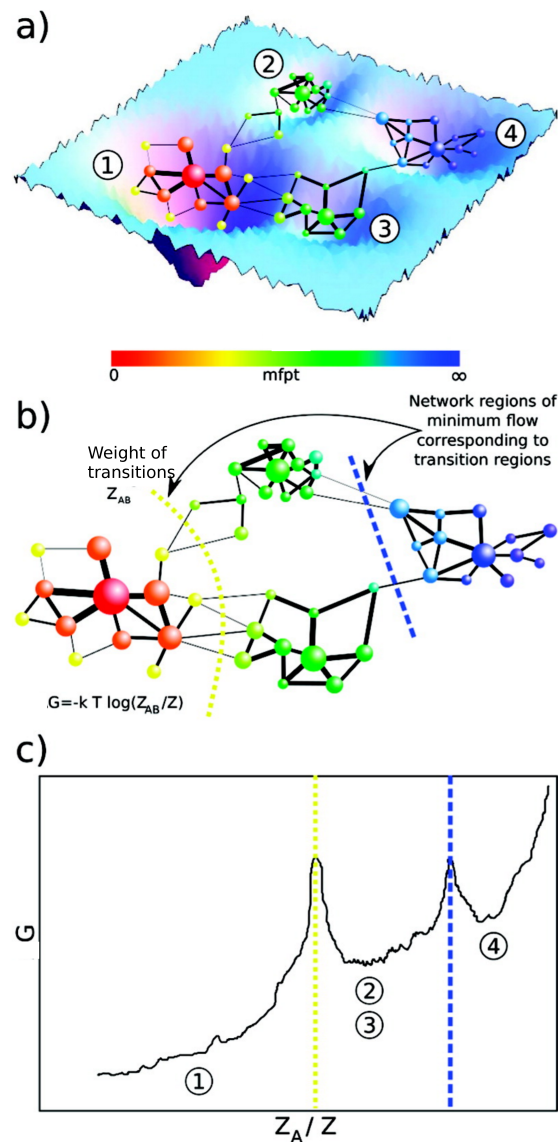 a)
②
④
①
③
0 mfpt ∞
b)
Network regions of
minimum flow
corresponding to
transition regions
Weight of
transitions
Z_AB
G=-k T log(Z_AB/Z)
c)
G
④
②
③
①
Z_A / Z